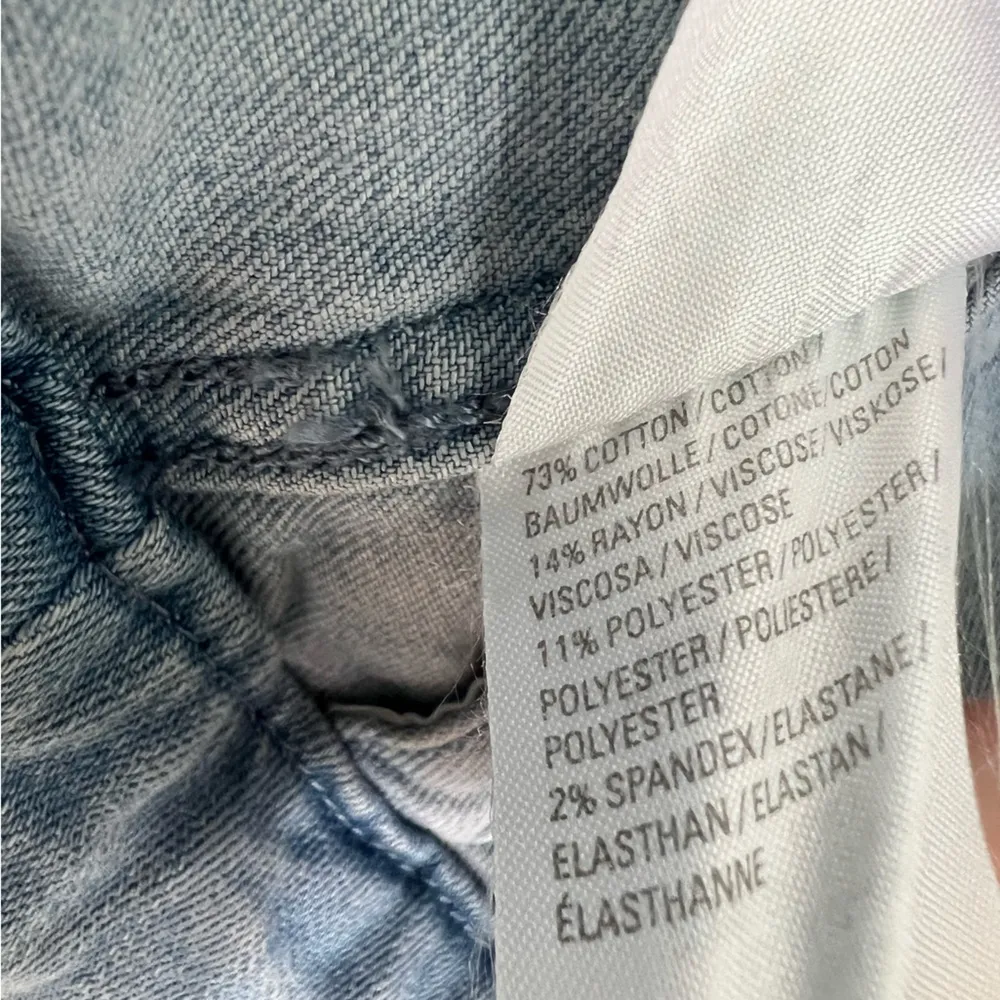 73% COTTON/COTTON/
BAUMWOLLE/COTONE/COTON
14% RAYON/VISCOSE/VISKOSE/
VISCOSA/VISCOSE
11% POLYESTER/POLYESTER/
POLYESTER/POLIESTERE/
POLYESTER
2% SPANDEX/ELASTANE/
ELASTHAN/ELASTAN/
ÉLASTHANNE